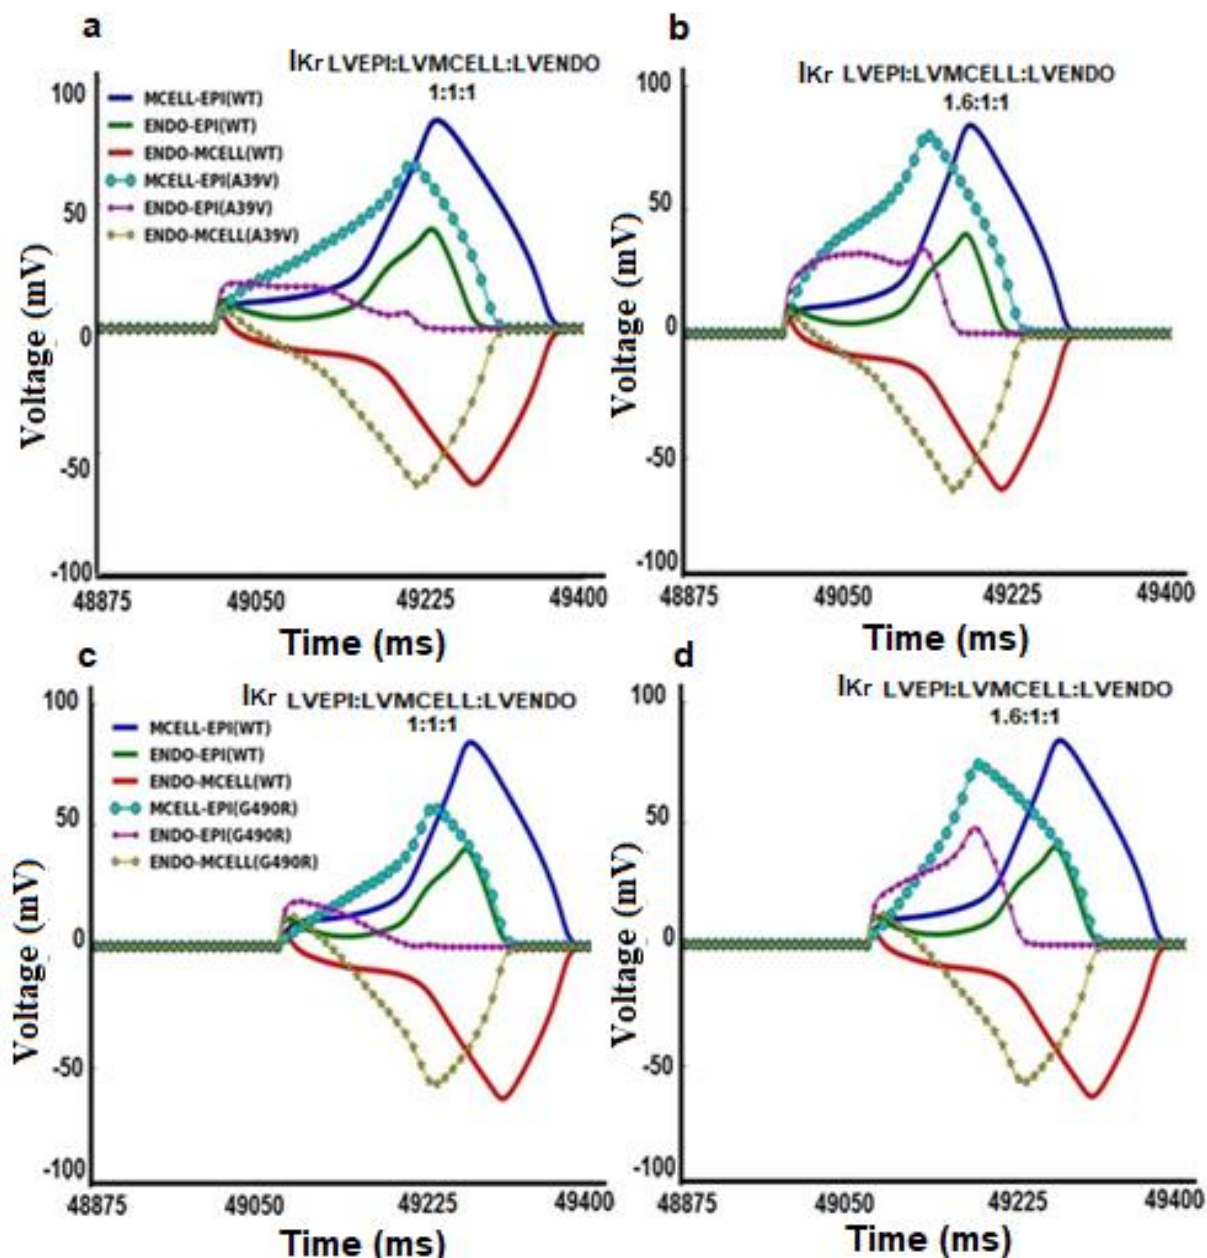 a
IKr LVEPI:LVMCELL:LVENDO
1:1:1
100
50
0
-50
-100
MCELL-EPI(WT)
ENDO-EPI(WT)
ENDO-MCELL(WT)
MCELL-EPI(A39V)
ENDO-EPI(A39V)
ENDO-MCELL(A39V)
Voltage (mV)
48875 49050 49225 49400
Time (ms)
b
IKr LVEPI:LVMCELL:LVENDO
1.6:1:1
100
50
0
-50
-100
Voltage (mV)
48875 49050 49225 49400
Time (ms)
c
IKr LVEPI:LVMCELL:LVENDO
1:1:1
100
50
0
-50
-100
MCELL-EPI(WT)
ENDO-EPI(WT)
ENDO-MCELL(WT)
MCELL-EPI(G490R)
ENDO-EPI(G490R)
ENDO-MCELL(G490R)
Voltage (mV)
48875 49050 49225 49400
Time (ms)
d
IKr LVEPI:LVMCELL:LVENDO
1.6:1:1
100
50
0
-50
-100
Voltage (mV)
48875 49050 49225 49400
Time (ms)